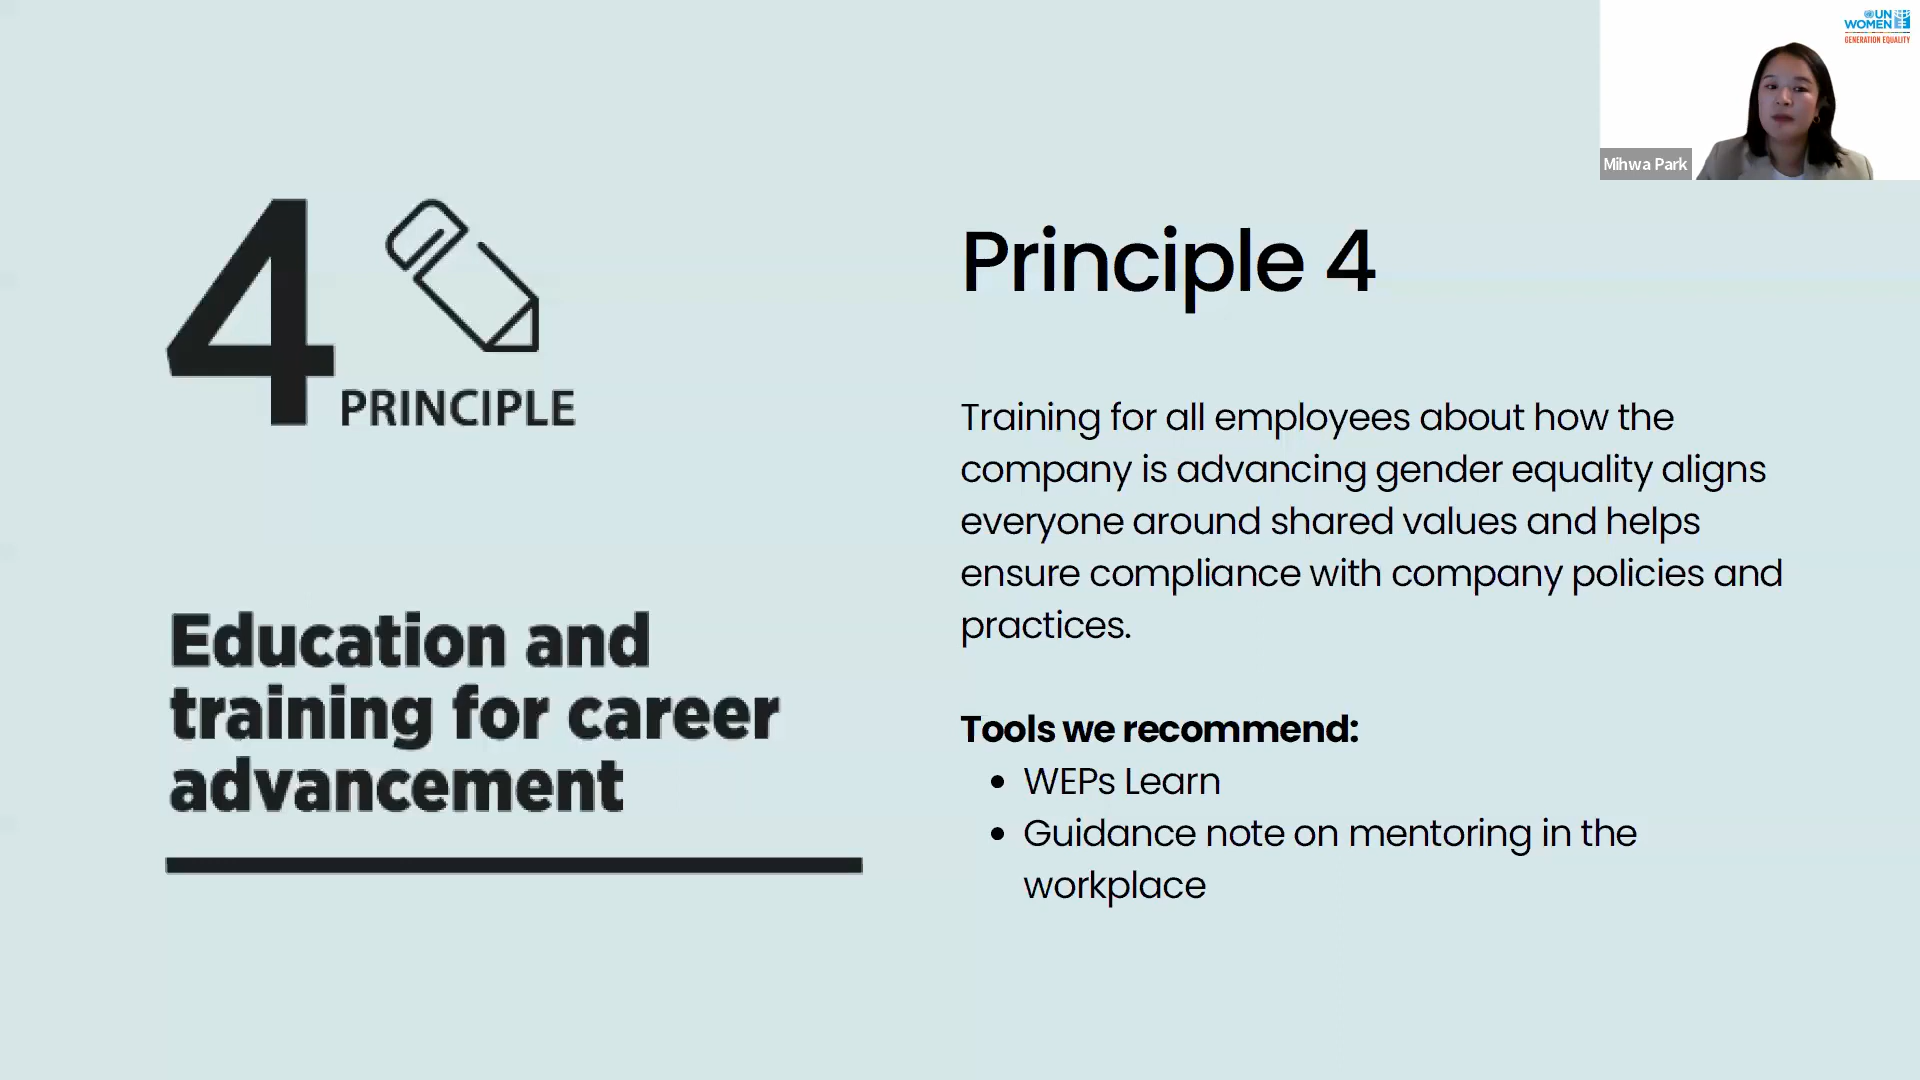 UN
WOMEN
GENERATION EQUALITY
Mihwa Park
4
PRINCIPLE
Education and
training for career
advancement
Principle 4
Training for all employees about how the
company is advancing gender equality aligns
everyone around shared values and helps
ensure compliance with company policies and
practices.
Tools we recommend:
• WEPs Learn
• Guidance note on mentoring in the
workplace